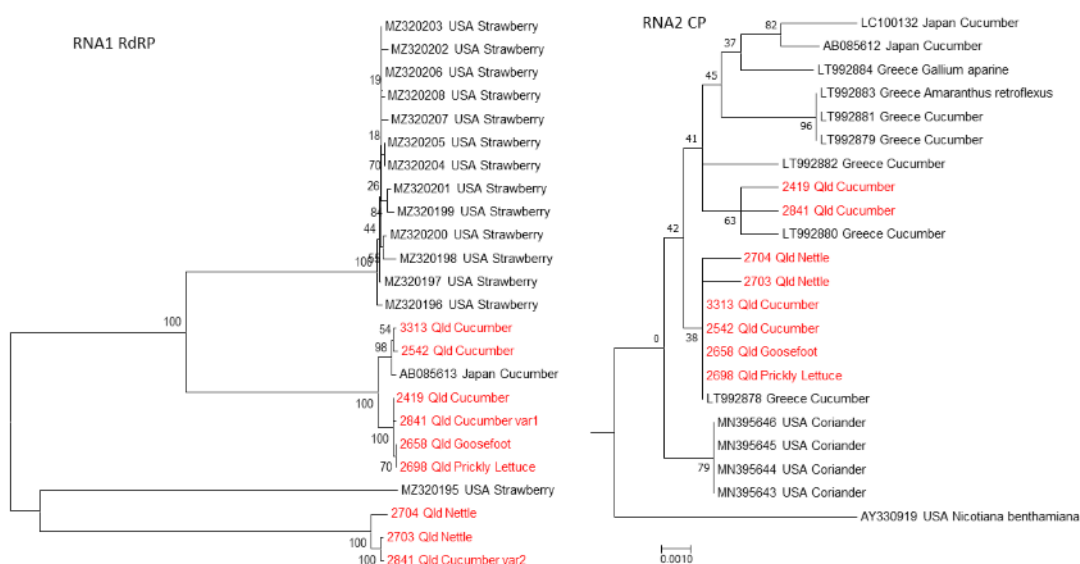 RNA1 RdRP
MZ320203 USA Strawberry
MZ320202 USA Strawberry
MZ320206 USA Strawberry
19
MZ320208 USA Strawberry
MZ320207 USA Strawberry
18
MZ320205 USA Strawberry
70
MZ320204 USA Strawberry
26
MZ320201 USA Strawberry
84
MZ320199 USA Strawberry
44
MZ320200 USA Strawberry
MZ320198 USA Strawberry
100
MZ320197 USA Strawberry
MZ320196 USA Strawberry
100
54
3313 Qld Cucumber
98
2542 Qld Cucumber
AB085613 Japan Cucumber
100
2419 Qld Cucumber
2841 Qld Cucumber var1
100
2658 Qld Goosefoot
70
2698 Qld Prickly Lettuce
MZ320195 USA Strawberry
2704 Qld Nettle
100
2703 Qld Nettle
100
2841 Qld Cucumber var2
RNA2 CP
82
LC100132 Japan Cucumber
37
AB085612 Japan Cucumber
45
LT992884 Greece Gallium aparine
LT992883 Greece Amaranthus retroflexus
96
LT992881 Greece Cucumber
LT992879 Greece Cucumber
41
LT992882 Greece Cucumber
2419 Qld Cucumber
63
2841 Qld Cucumber
LT992880 Greece Cucumber
42
2704 Qld Nettle
2703 Qld Nettle
3313 Qld Cucumber
0
38
2542 Qld Cucumber
2658 Qld Goosefoot
2698 Qld Prickly Lettuce
LT992878 Greece Cucumber
MN395646 USA Coriander
MN395645 USA Coriander
79
MN395644 USA Coriander
MN395643 USA Coriander
AY330919 USA Nicotiana benthamiana
0.0010